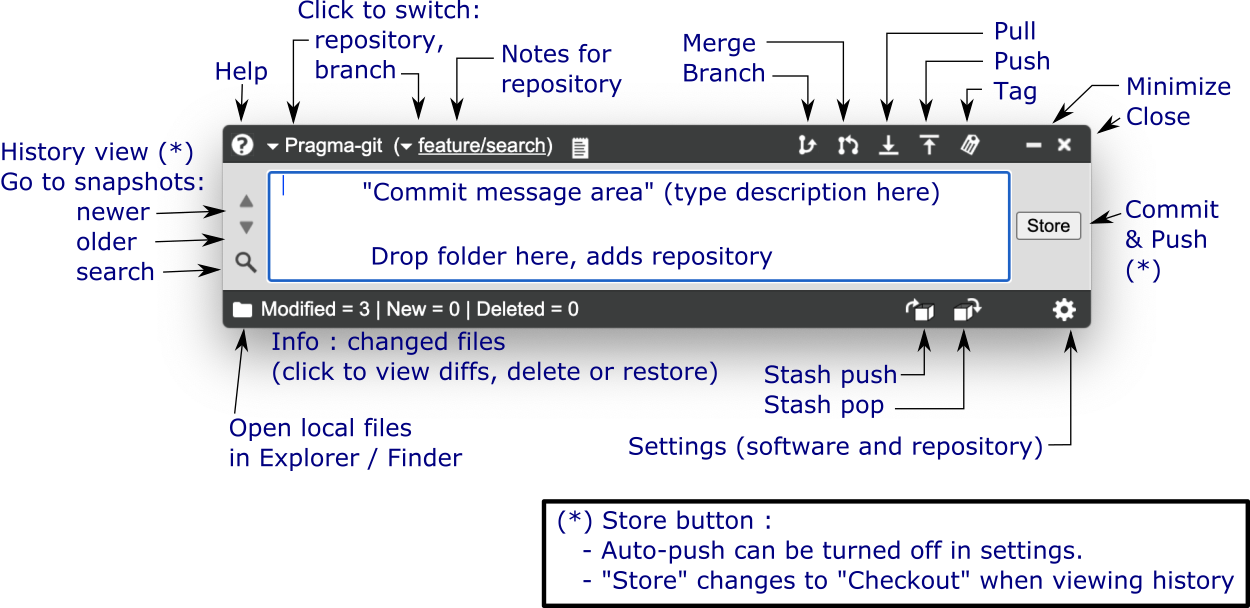 Click to switch:
repository,
branch
Help
Notes for
repository
Merge
Branch
Pull
Push
Tag
Minimize
Close
Pragma-git ( feature/search)
History view (*)
Go to snapshots:
newer
older
search
"Commit message area" (type description here)
Drop folder here, adds repository
Store
Commit
& Push
(*)
Modified = 3 | New = 0 | Deleted = 0
Info : changed files
(click to view diffs, delete or restore)
Open local files
in Explorer / Finder
Stash push
Stash pop
Settings (software and repository)
(*) Store button :
- Auto-push can be turned off in settings.
- "Store" changes to "Checkout" when viewing history